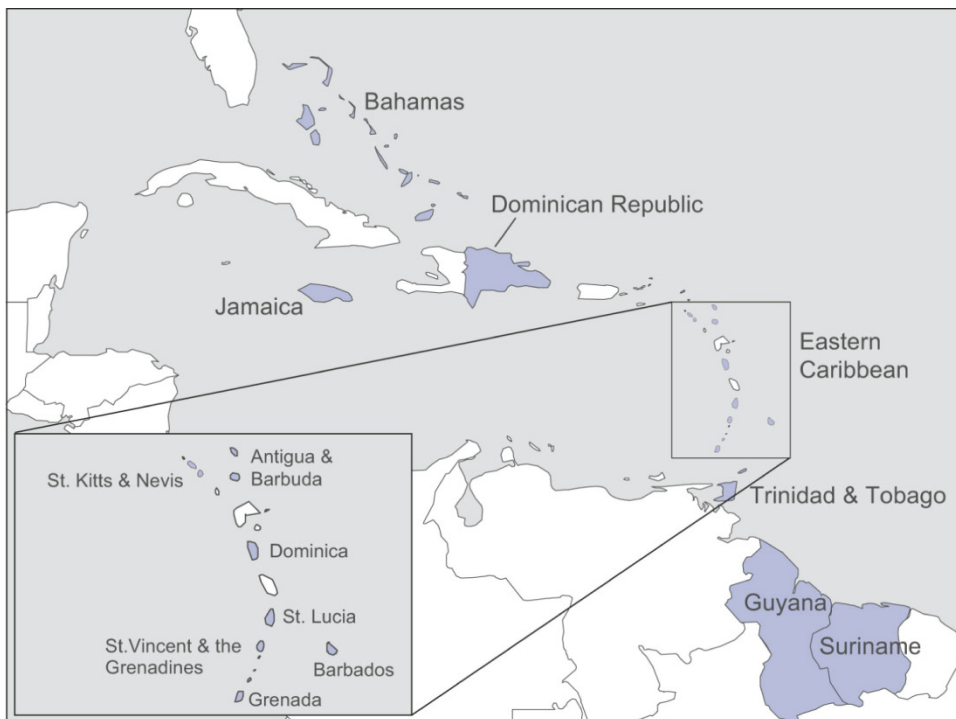 Bahamas
Dominican Republic
Jamaica
Eastern
Caribbean
Trinidad & Tobago
Guyana
Suriname
Antigua &
Barbuda
St. Kitts & Nevis
Dominica
St. Lucia
St.Vincent & the
Grenadines
Barbados
Grenada